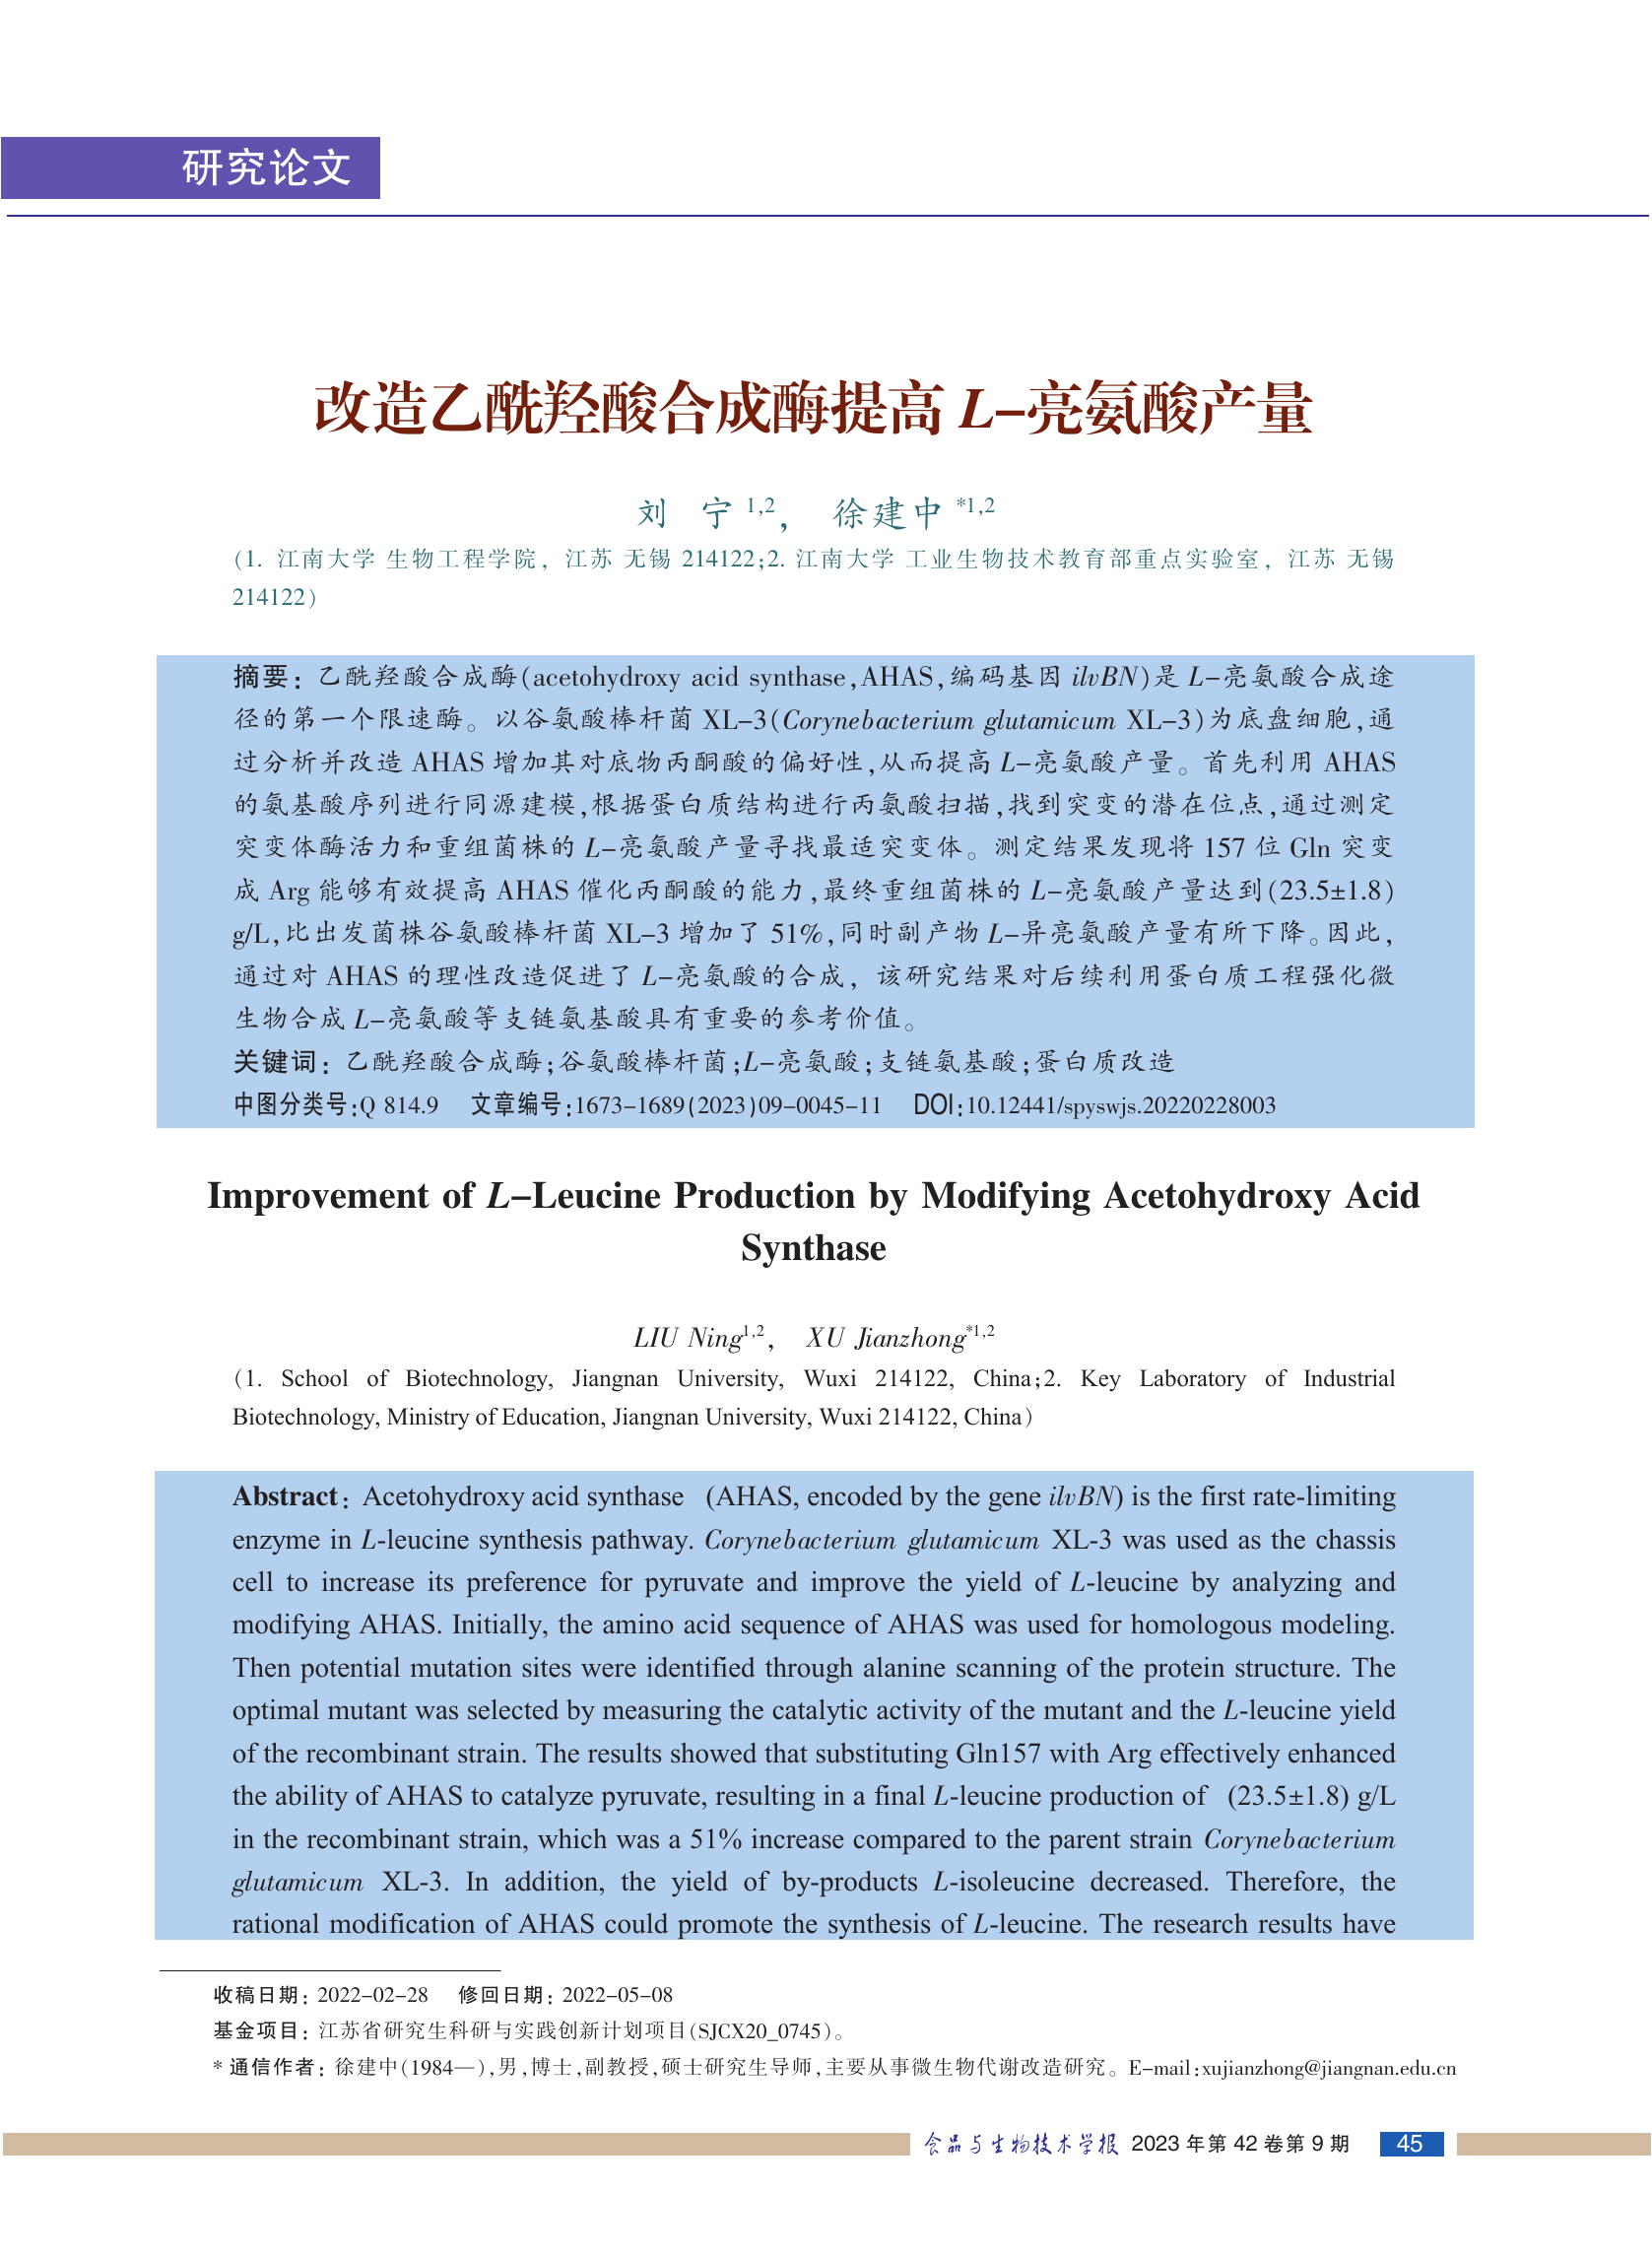 研究论文
改造乙酰羟酸合成酶提高 L-亮氨酸产量
刘 宁 1,2, 徐建中 *1,2
(1. 江南大学 生物工程学院, 江苏 无锡 214122;2. 江南大学 工业生物技术教育部重点实验室, 江苏 无锡
214122)
摘要: 乙酰羟酸合成酶(acetohydroxy acid synthase,AHAS,编码基因 ilvBN)是 L-亮氨酸合成途
径的第一个限速酶。以谷氨酸棒杆菌 XL-3(Corynebacterium glutamicum XL-3)为底盘细胞,通
过分析并改造 AHAS 增加其对底物丙酮酸的偏好性,从而提高 L-亮氨酸产量。首先利用 AHAS
的氨基酸序列进行同源建模,根据蛋白质结构进行丙氨酸扫描,找到突变的潜在位点,通过测定
突变体酶活力和重组菌株的 L-亮氨酸产量寻找最适突变体。测定结果发现将 157 位 Gln 突变
成 Arg 能够有效提高 AHAS 催化丙酮酸的能力,最终重组菌株的 L-亮氨酸产量达到(23.5±1.8)
g/L,比出发菌株谷氨酸棒杆菌 XL-3 增加了 51%,同时副产物 L-异亮氨酸产量有所下降。因此,
通过对 AHAS 的理性改造促进了 L-亮氨酸的合成, 该研究结果对后续利用蛋白质工程强化微
生物合成 L-亮氨酸等支链氨基酸具有重要的参考价值。
关键词: 乙酰羟酸合成酶;谷氨酸棒杆菌;L-亮氨酸;支链氨基酸;蛋白质改造
中图分类号:Q 814.9 文章编号:1673-1689(2023)09-0045-11 DOI:10.12441/spyswjs.20220228003
Improvement of L-Leucine Production by Modifying Acetohydroxy Acid
Synthase
LIU Ning1,2, XU Jianzhong*1,2
(1. School of Biotechnology, Jiangnan University, Wuxi 214122, China;2. Key Laboratory of Industrial
Biotechnology, Ministry of Education, Jiangnan University, Wuxi 214122, China)
Abstract: Acetohydroxy acid synthase (AHAS, encoded by the gene ilvBN) is the first rate-limiting
enzyme in L-leucine synthesis pathway. Corynebacterium glutamicum XL-3 was used as the chassis
cell to increase its preference for pyruvate and improve the yield of L-leucine by analyzing and
modifying AHAS. Initially, the amino acid sequence of AHAS was used for homologous modeling.
Then potential mutation sites were identified through alanine scanning of the protein structure. The
optimal mutant was selected by measuring the catalytic activity of the mutant and the L-leucine yield
of the recombinant strain. The results showed that substituting Gln157 with Arg effectively enhanced
the ability of AHAS to catalyze pyruvate, resulting in a final L-leucine production of (23.5±1.8) g/L
in the recombinant strain, which was a 51% increase compared to the parent strain Corynebacterium
glutamicum XL-3. In addition, the yield of by-products L-isoleucine decreased. Therefore, the
rational modification of AHAS could promote the synthesis of L-leucine. The research results have
收稿日期: 2022-02-28 修回日期: 2022-05-08
基金项目: 江苏省研究生科研与实践创新计划项目(SJCX20_0745)。
* 通信作者: 徐建中(1984—),男,博士,副教授,硕士研究生导师,主要从事微生物代谢改造研究。E-mail:xujianzhong@jiangnan.edu.cn
食品与生物技术学报 2023 年第 42 卷第 9 期 45